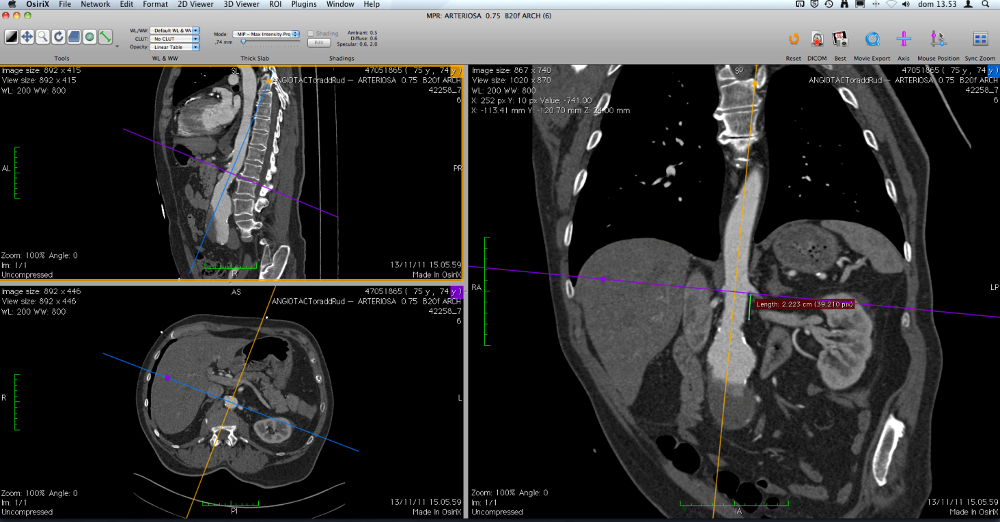 OsiriX File Network Edit Format 2D Viewer 3D Viewer ROI Plugins Window Help dom 13.53
MPR: ARTERIOSA 0.75 B20f ARCH (6)
WL/WW: Default WL & W
CLUT: No CLUT
Opacity: Linear Table
Mode: MIP – Max Intensity Pro
,74 mm
Shading
Edit
Ambient: 0.5
Diffuse: 0.6
Specular: 0.6, 2.0
Tools
WL & WW
Thick Slab
Shadings
Reset
DICOM
Best
Movie Export
Axis
Mouse Position
Sync Zoom
Image size: 892 x 415
View size: 892 x 415
WL: 200 WW: 800
SL
47051865 ( 75 y , 74 y )
ANGIOTACToraddRud — ARTERIOSA 0.75 B20f ARCH
42258_7
6
AL
PR
Zoom: 100% Angle: 0
Im: 1/1
Uncompressed
13/11/11 15.05.59
Made In OsiriX
Image size: 892 x 446
View size: 892 x 446
WL: 200 WW: 800
AS
47051865 ( 75 y , 74 y )
ANGIOTACToraddRud — ARTERIOSA 0.75 B20f ARCH
42258_7
6
R
L
Zoom: 100% Angle: 0
Im: 1/1
Uncompressed
PI
13/11/11 15.05.59
Made In OsiriX
Image size: 867 x 740
View size: 1020 x 870
WL: 200 WW: 800
X: 252 px Y: 10 px Value: -741.00
X: -113.41 mm Y: -120.70 mm Z: 24.00 mm
SP
47051865 ( 75 y , 74 y )
ANGIOTACToraddRud — ARTERIOSA 0.75 B20f ARCH
42258_7
6
RA
LP
Length: 2.223 cm (39.210 pix)
Zoom: 100% Angle: 0
Im: 1/1
Uncompressed
IA
13/11/11 15.05.59
Made In OsiriX